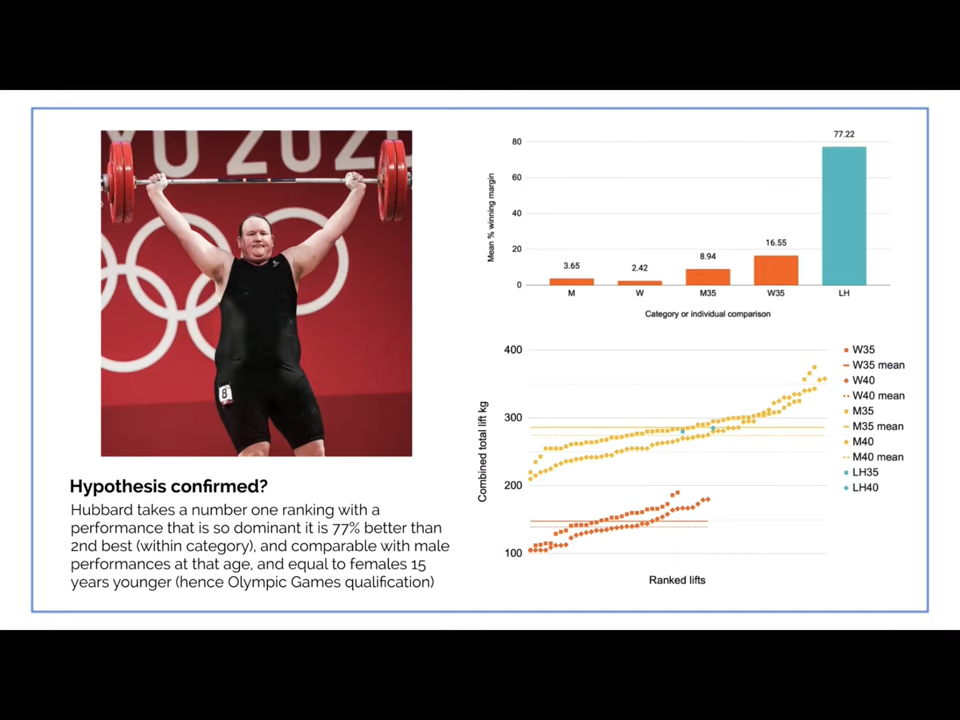 YO 2020
8
Hypothesis confirmed?
Hubbard takes a number one ranking with a
performance that is so dominant it is 77% better than
2nd best (within category), and comparable with male
performances at that age, and equal to females 15
years younger (hence Olympic Games qualification)
Mean % winning margin
80
60
40
20
0
3.65
2.42
8.94
16.55
77.22
M
W
M35
W35
LH
Category or individual comparison
Combined total lift kg
400
300
200
100
Ranked lifts
W35
W35 mean
W40
W40 mean
M35
M35 mean
M40
M40 mean
LH35
LH40